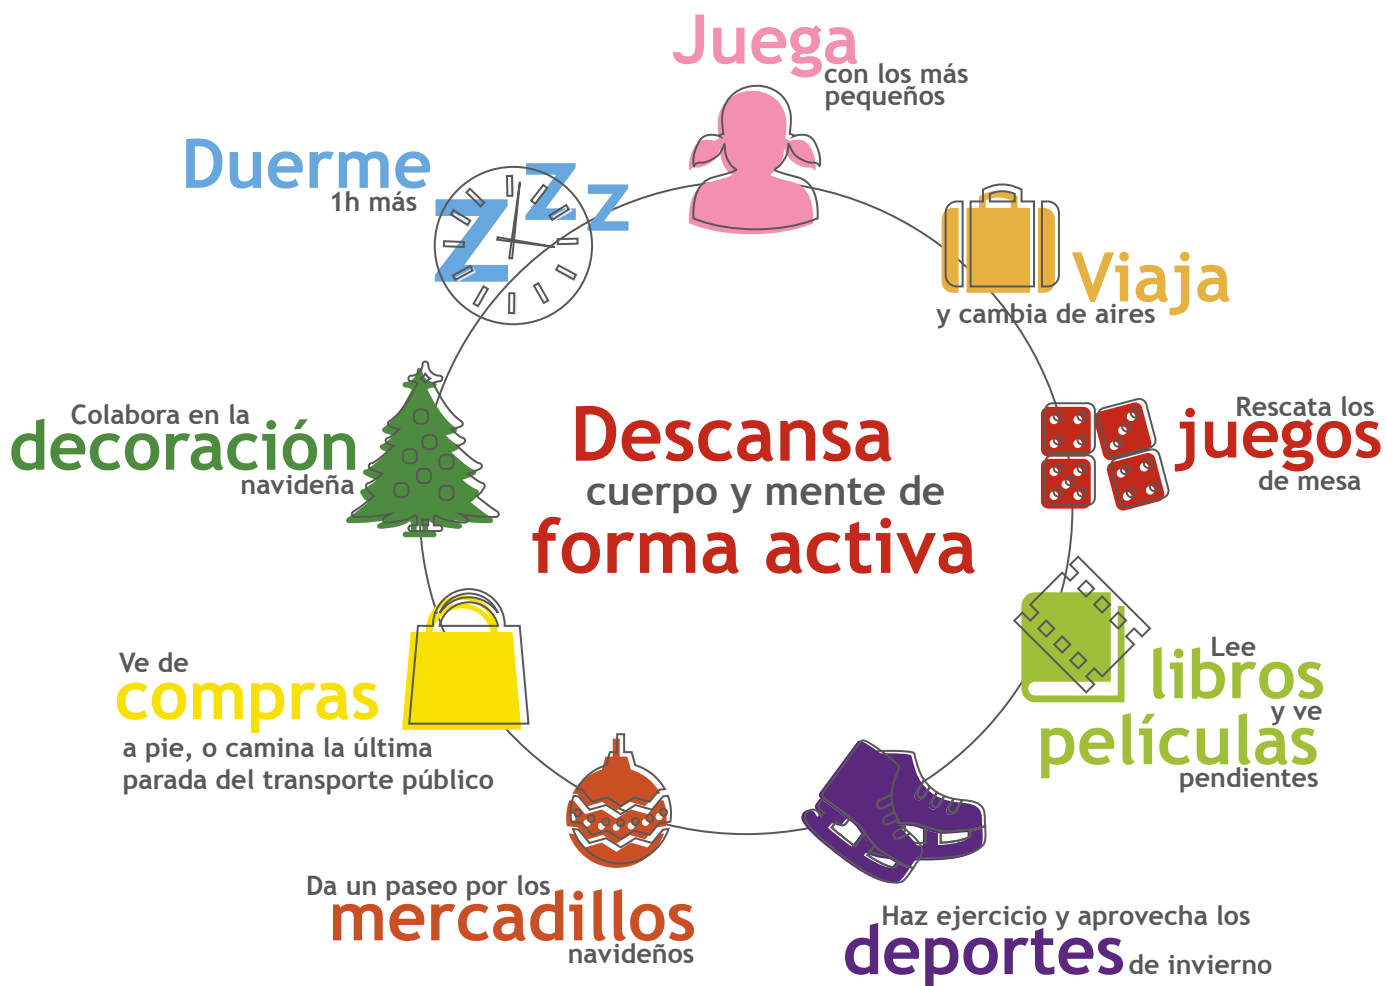 Juega
con los más
pequeños
Duerme
1h más
Z Z Z
Viaja
y cambia de aires
Colabora en la
decoración
navideña
Descansa
cuerpo y mente de
forma activa
Rescata los
juegos
de mesa
Ve de
compras
a pie, o camina la última
parada del transporte público
Lee
libros
y ve
películas
pendientes
Da un paseo por los
mercadillos
navideños
Haz ejercicio y aprovecha los
deportes de invierno